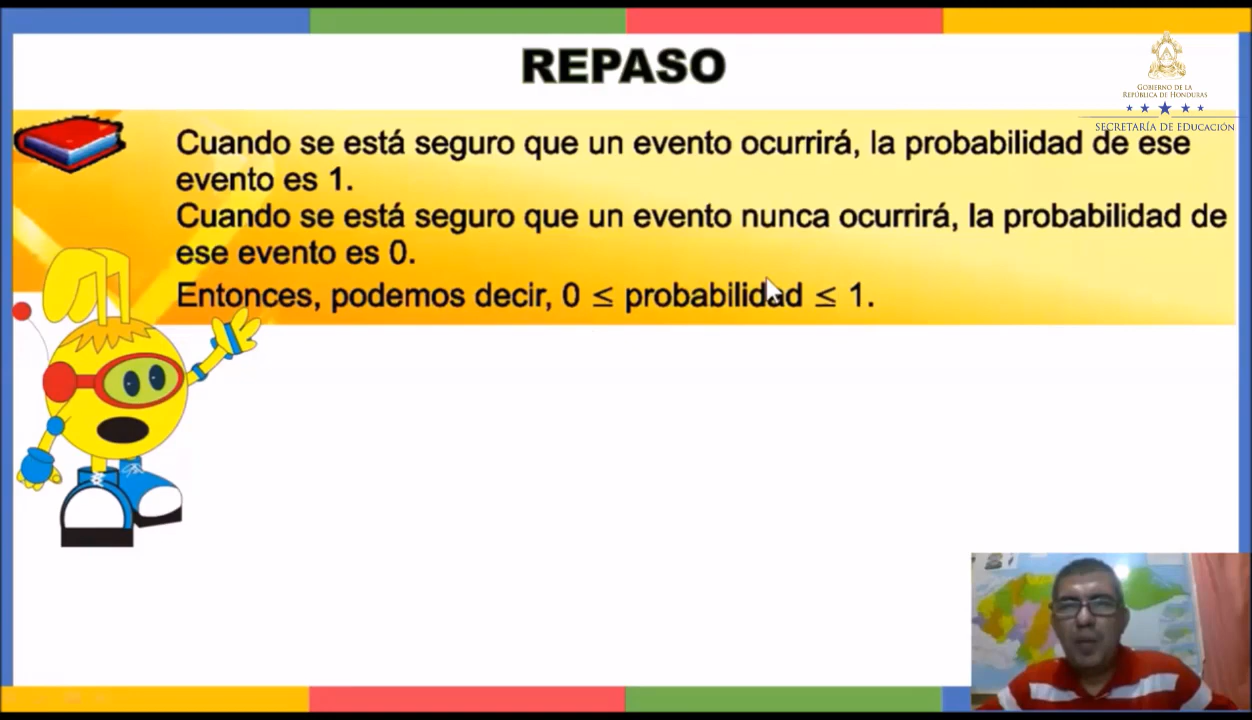 REPASO
GOBIERNO DE LA
REPÚBLICA DE HONDURAS
SECRETARÍA DE EDUCACIÓN
Cuando se está seguro que un evento ocurrirá, la probabilidad de ese
evento es 1.
Cuando se está seguro que un evento nunca ocurrirá, la probabilidad de
ese evento es 0.
Entonces, podemos decir, 0 ≤ probabilidad ≤ 1.